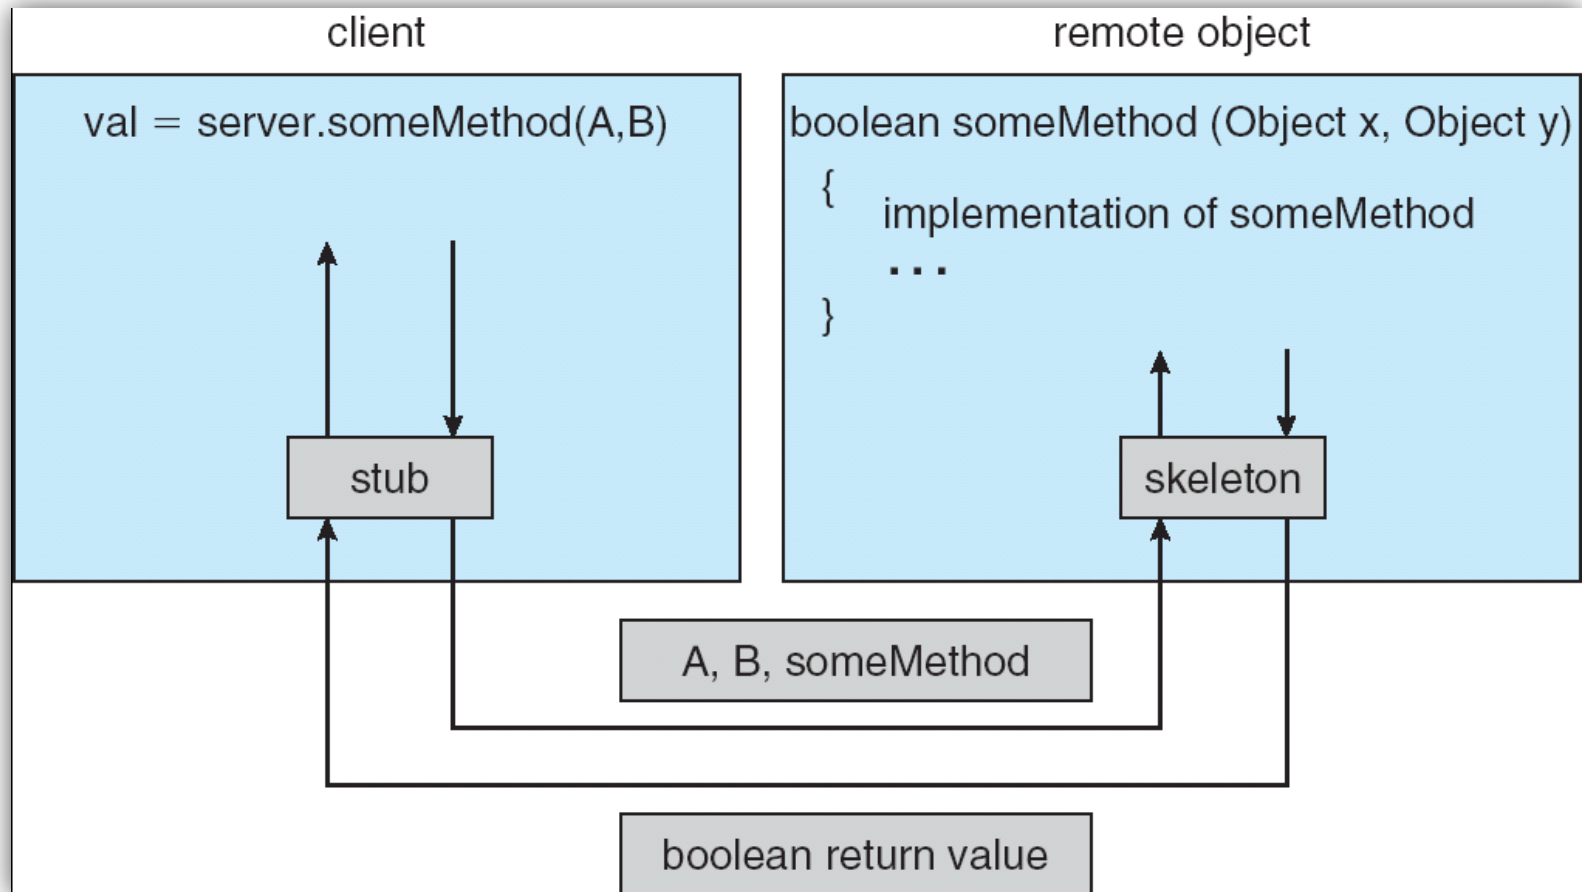 client
remote object
val = server.someMethod(A,B)
boolean someMethod (Object x, Object y)
{
implementation of someMethod
...
}
stub
skeleton
A, B, someMethod
boolean return value